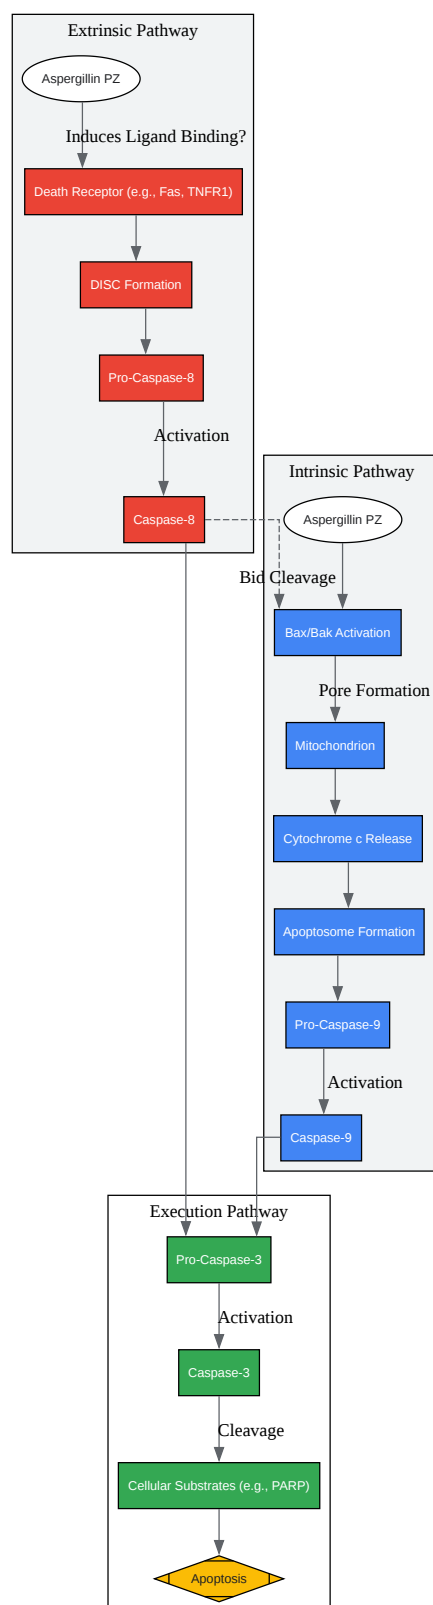 Extrinsic Pathway
Aspergillin PZ
Induces Ligand Binding?
Death Receptor (e.g., Fas, TNFR1)
DISC Formation
Pro-Caspase-8
Activation
Caspase-8
Intrinsic Pathway
Aspergillin PZ
Bid Cleavage
Bax/Bak Activation
Pore Formation
Mitochondrion
Cytochrome c Release
Apoptosome Formation
Pro-Caspase-9
Activation
Caspase-9
Execution Pathway
Pro-Caspase-3
Activation
Caspase-3
Cleavage
Cellular Substrates (e.g., PARP)
Apoptosis